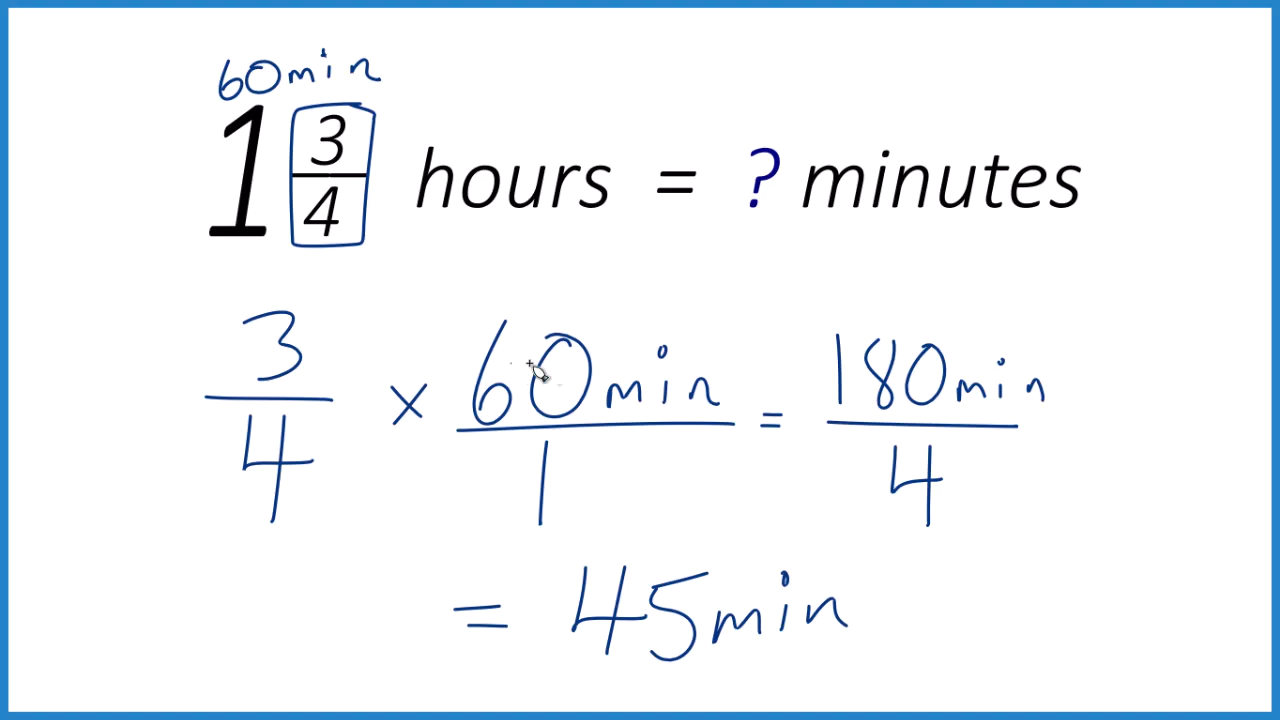 60min
1 3/4 hours = ? minutes
3/4 × 60min/1 = 180min/4
= 45min